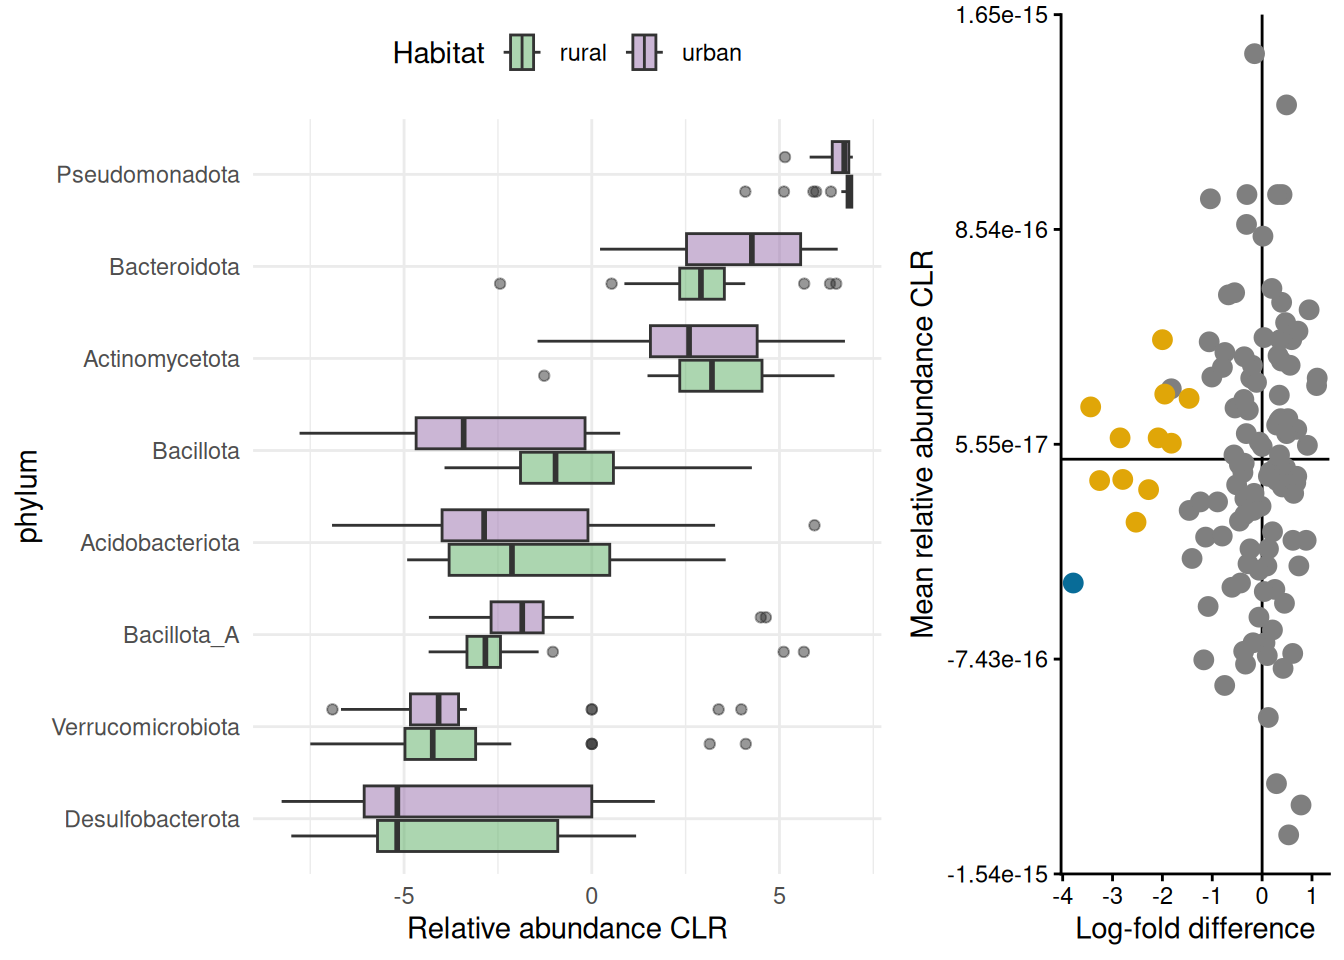 Habitat rural urban
Pseudomonadota
Bacteroidota
Actinomycetota
Bacillota
Acidobacteriota
Bacillota_A
Verrucomicrobiota
Desulfobacterota
phylum
-5 0 5
Relative abundance CLR
1.65e-15
8.54e-16
5.55e-17
-7.43e-16
-1.54e-15
Mean relative abundance CLR
-4 -3 -2 -1 0 1
Log-fold difference